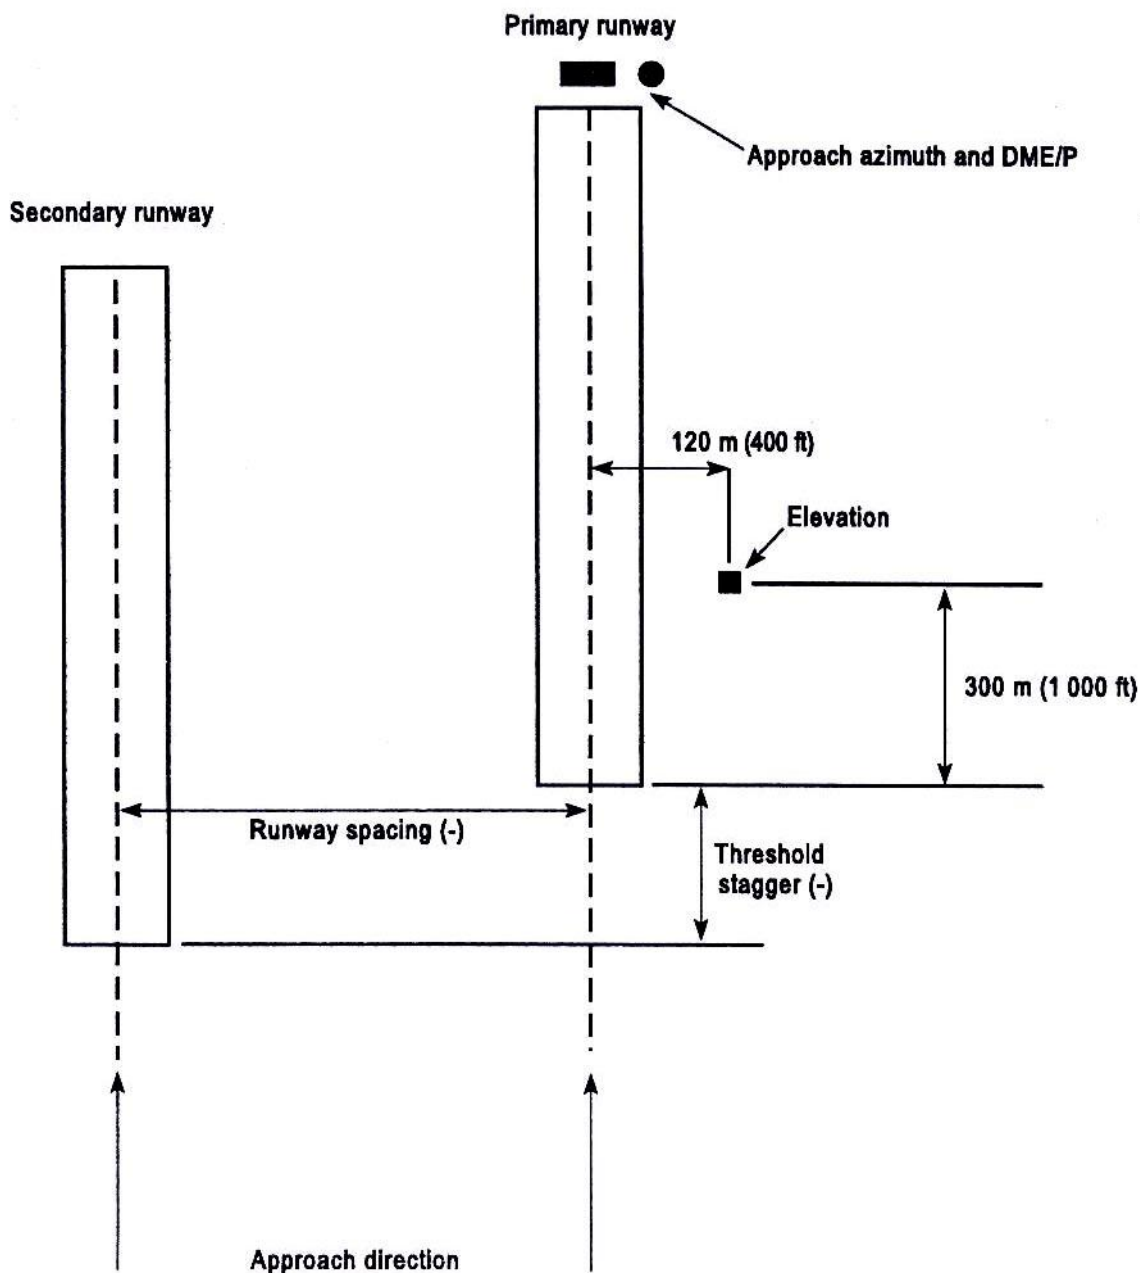 Primary runway
Approach azimuth and DME/P
Secondary runway
120 m (400 ft)
Elevation
300 m (1 000 ft)
Runway spacing (-)
Threshold
stagger (-)
Approach direction